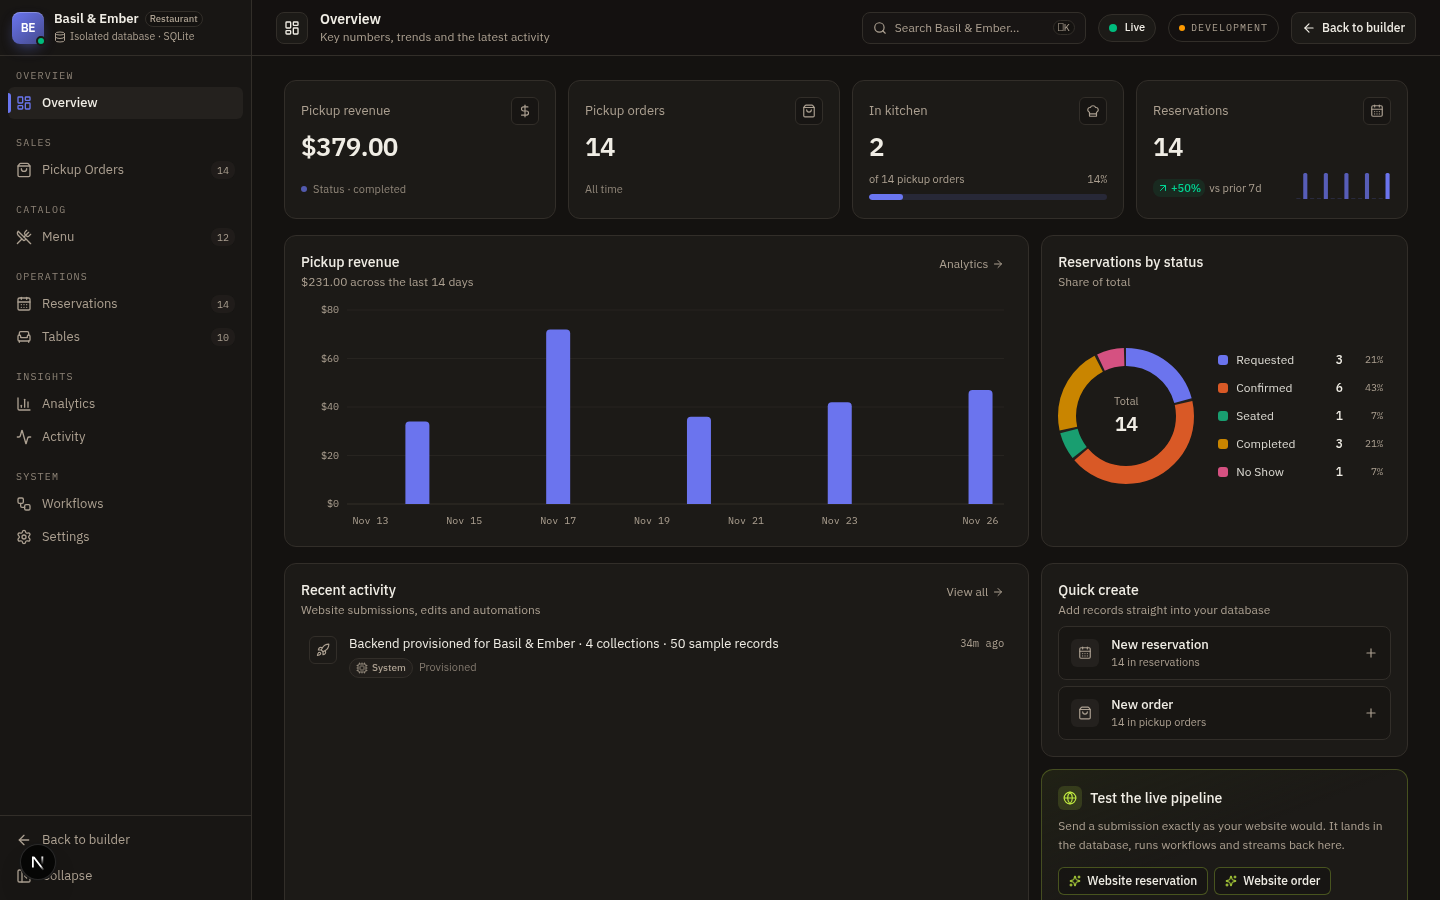 BE
Basil & Ember
Restaurant
Isolated database · SQLite
OVERVIEW
Overview
SALES
Pickup Orders
14
CATALOG
Menu
12
OPERATIONS
Reservations
14
Tables
10
INSIGHTS
Analytics
Activity
SYSTEM
Workflows
Settings
Back to builder
N
ollapse
Overview
Key numbers, trends and the latest activity
Search Basil & Ember...
K
Live
DEVELOPMENT
Back to builder
Pickup revenue
$379.00
Status · completed
Pickup orders
14
All time
In kitchen
2
of 14 pickup orders
14%
Reservations
14
+50%
vs prior 7d
Pickup revenue
$231.00 across the last 14 days
Analytics
$80
$60
$40
$20
$0
Nov 13
Nov 15
Nov 17
Nov 19
Nov 21
Nov 23
Nov 26
Reservations by status
Share of total
Total
14
Requested 3 21%
Confirmed 6 43%
Seated 1 7%
Completed 3 21%
No Show 1 7%
Recent activity
Website submissions, edits and automations
View all
Backend provisioned for Basil & Ember · 4 collections · 50 sample records
34m ago
System
Provisioned
Quick create
Add records straight into your database
New reservation
14 in reservations
New order
14 in pickup orders
Test the live pipeline
Send a submission exactly as your website would. It lands in
the database, runs workflows and streams back here.
Website reservation
Website order